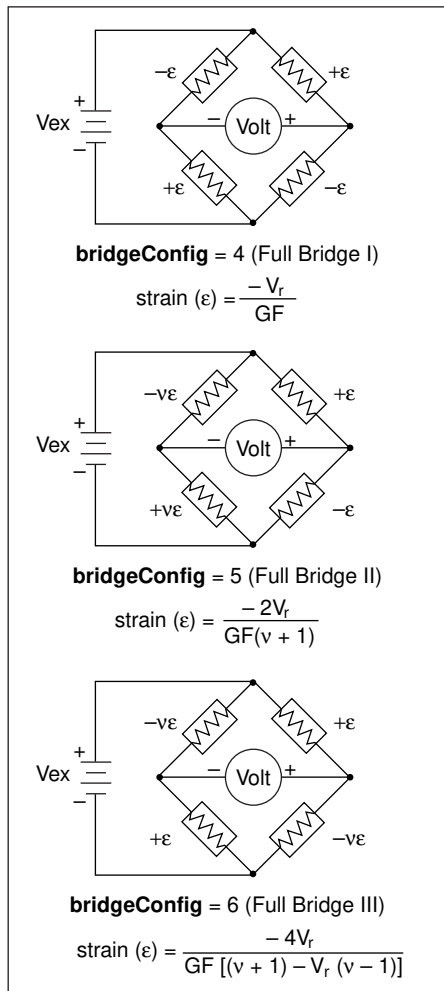 −ε +ε
+
Vex
−
− Volt +
+ε −ε
bridgeConfig = 4 (Full Bridge I)
strain (ε) = − Vr / GF
−νε +ε
+
Vex
−
− Volt +
+νε −ε
bridgeConfig = 5 (Full Bridge II)
strain (ε) = − 2Vr / GF(ν + 1)
−νε +ε
+
Vex
−
− Volt +
+ε −νε
bridgeConfig = 6 (Full Bridge III)
strain (ε) = − 4Vr / GF [(ν + 1) − Vr (ν − 1)]